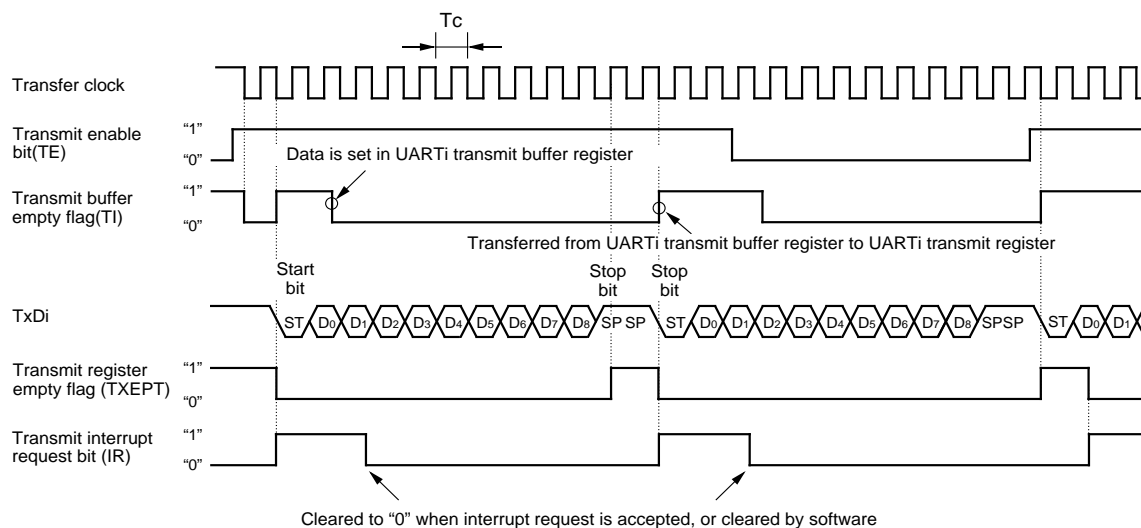 Tc
Transfer clock
Transmit enable
bit(TE)
“1”
“0”
Data is set in UARTi transmit buffer register
Transmit buffer
empty flag(TI)
“1”
“0”
Transferred from UARTi transmit buffer register to UARTi transmit register
Start
bit
Stop
bit
Stop
bit
TxDi
ST D0 D1 D2 D3 D4 D5 D6 D7 D8 SP SP ST D0 D1 D2 D3 D4 D5 D6 D7 D8 SPSP ST D0 D1
Transmit register
empty flag (TXEPT)
“1”
“0”
Transmit interrupt
request bit (IR)
“1”
“0”
Cleared to “0” when interrupt request is accepted, or cleared by software